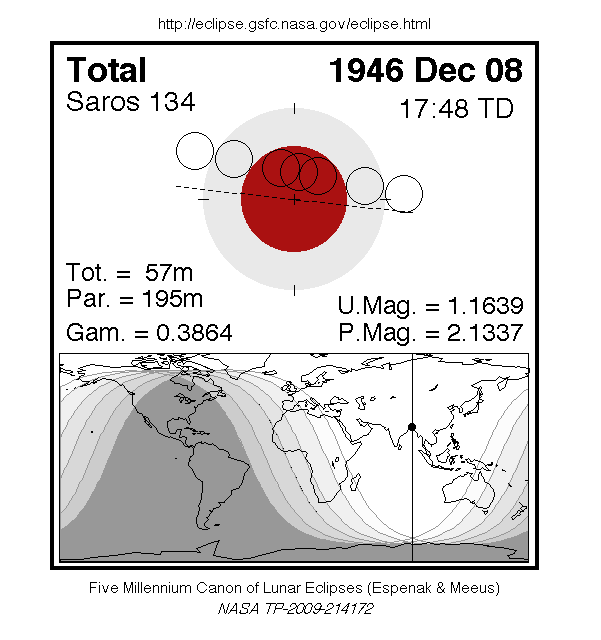 http://eclipse.gsfc.nasa.gov/eclipse.html
Total 1946 Dec 08
Saros 134 17:48 TD
Tot. = 57m
Par. = 195m
Gam. = 0.3864
U.Mag. = 1.1639
P.Mag. = 2.1337
Five Millennium Canon of Lunar Eclipses (Espenak & Meeus)
NASA TP-2009-214172